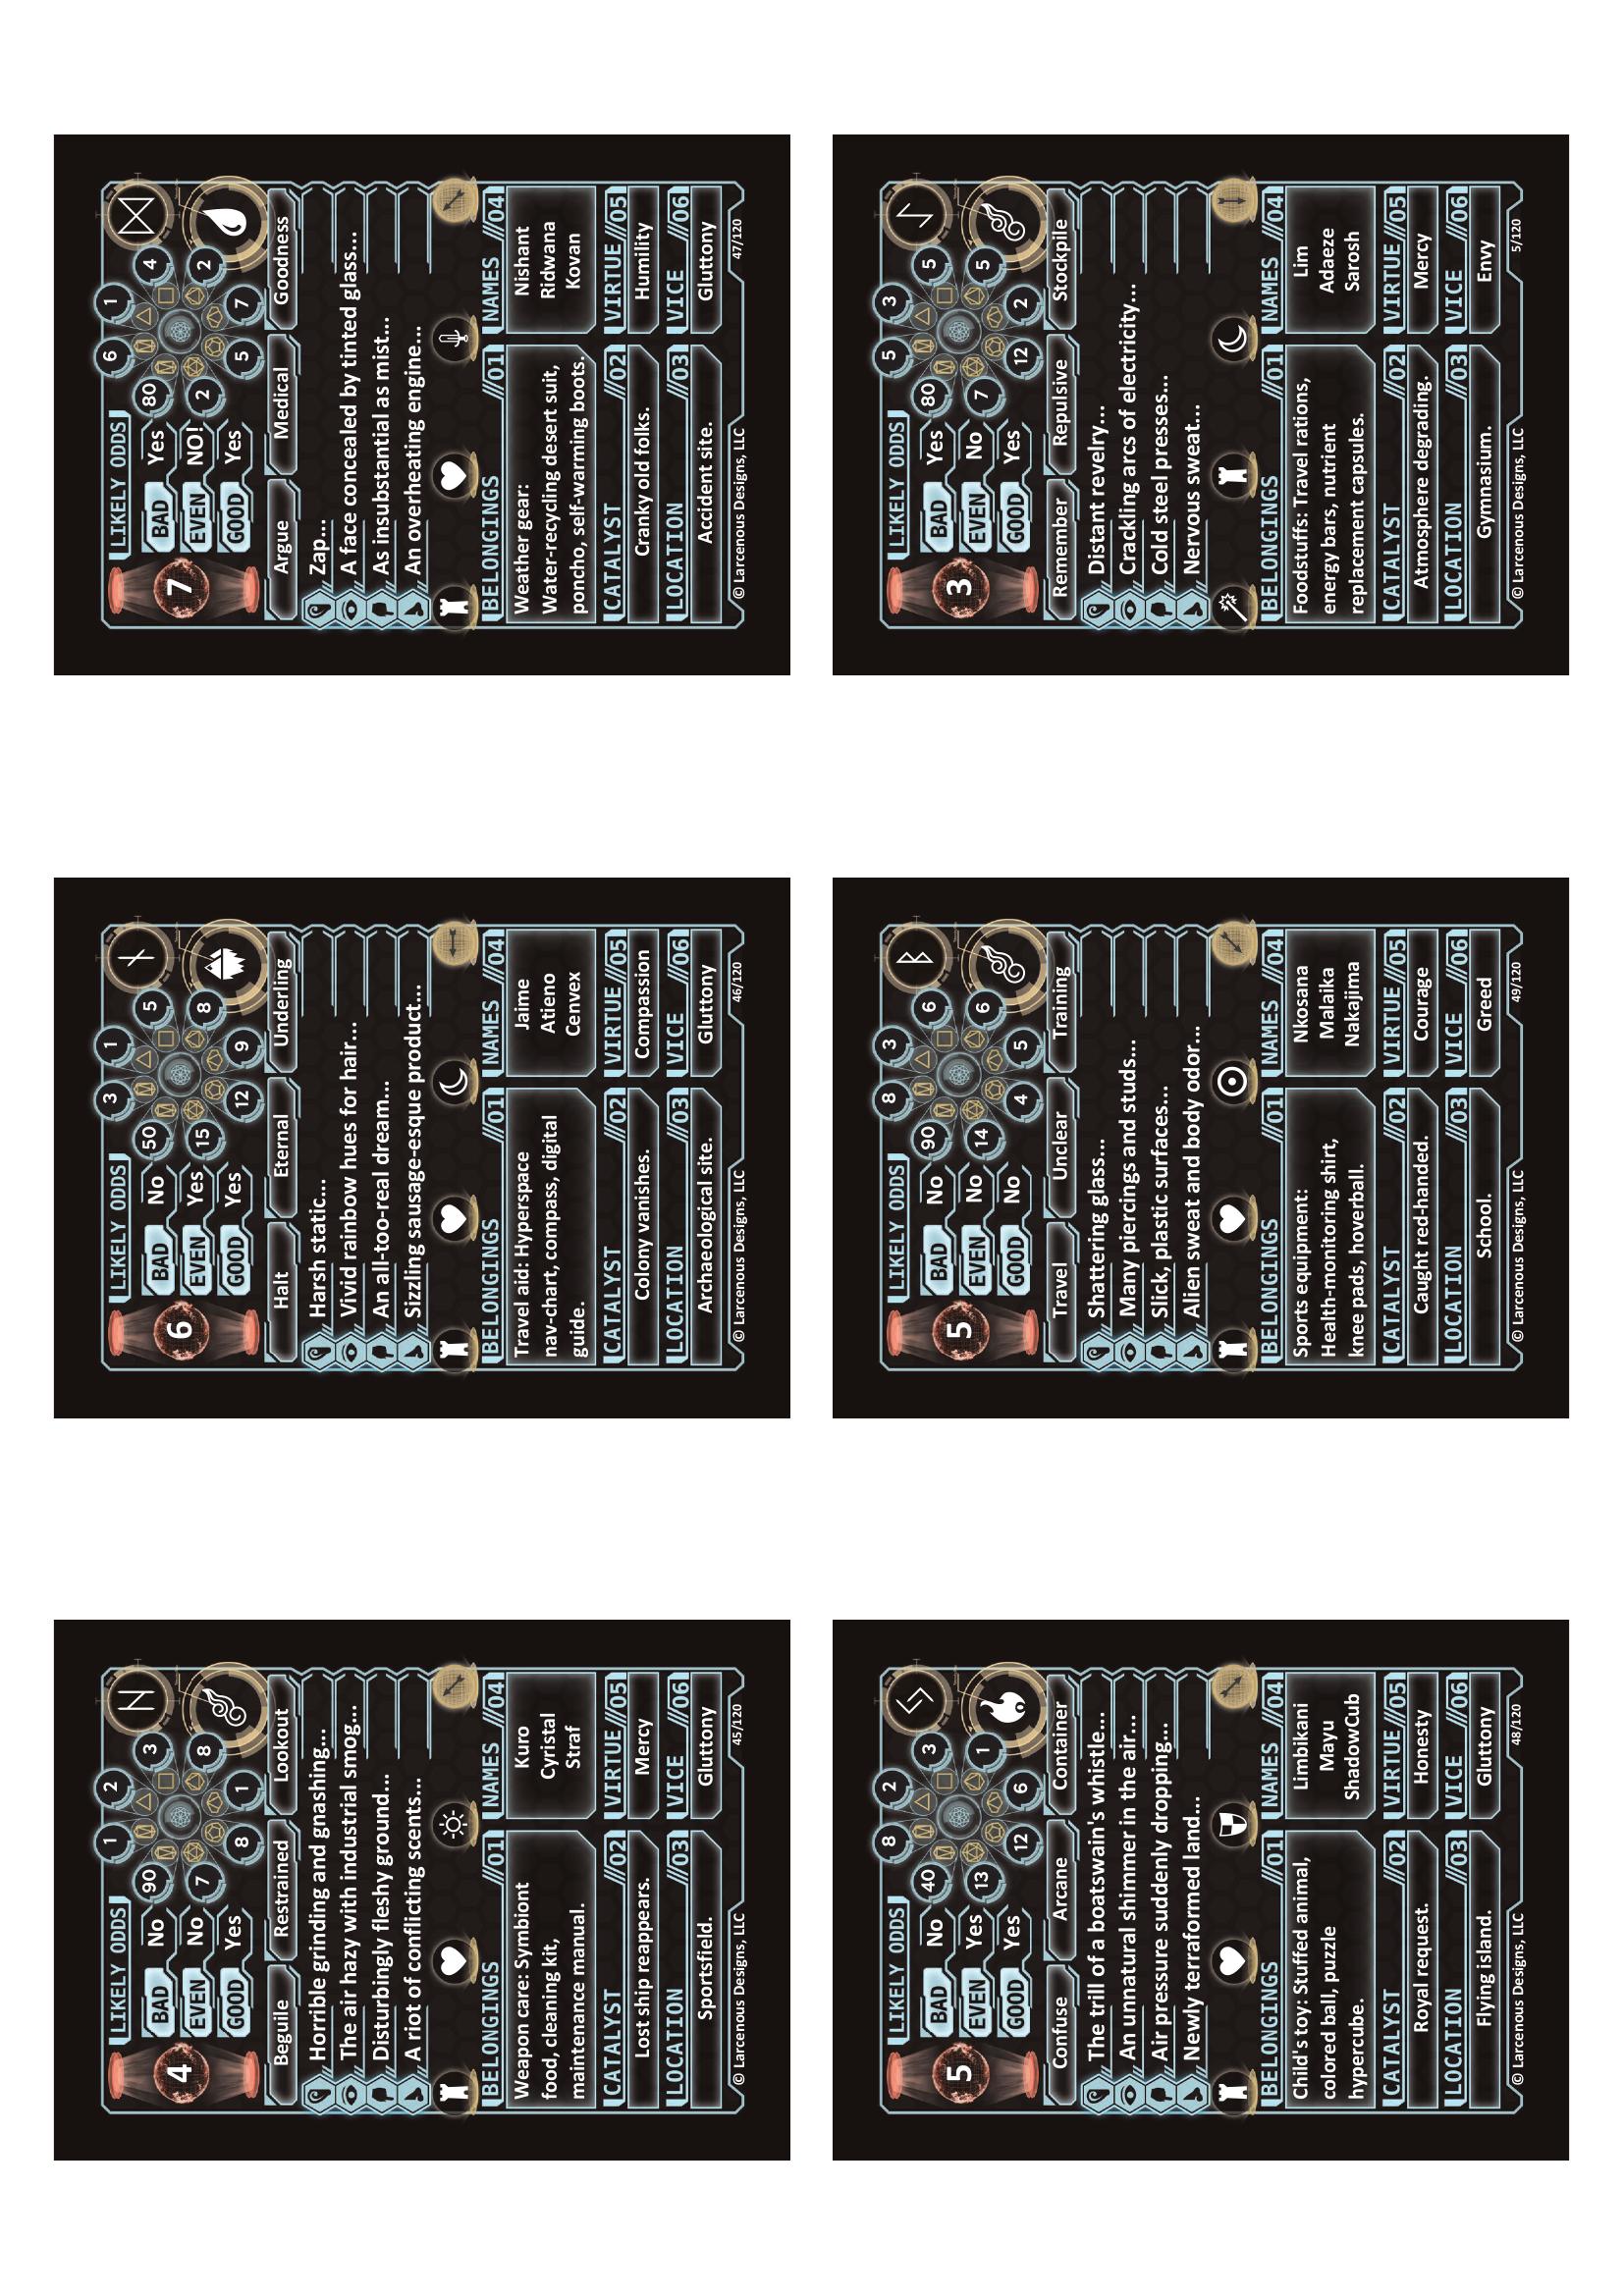 LIKELY ODDS
1 2
90 3
4
BAD No
EVEN No
GOOD Yes
7 8
8 1
Beguile Restrained Lookout
Horrible grinding and gnashing...
The air hazy with industrial smog...
Disturbingly fleshy ground...
A riot of conflicting scents...
BELONGINGS //01
Weapon care: Symbiont
food, cleaning kit,
maintenance manual.
CATALYST //02
Lost ship reappears.
LOCATION //03
Sportsfield.
NAMES //04
Kuro
Cyristal
Straf
VIRTUE //05
Mercy
VICE //06
Gluttony
© Larcenous Designs, LLC
45/120
LIKELY ODDS
3 1
50 5
6
BAD No
EVEN Yes
GOOD Yes
15 8
12 9
Halt Eternal Underling
Harsh static...
Vivid rainbow hues for hair...
An all-too-real dream...
Sizzling sausage-esque product...
BELONGINGS //01
Travel aid: Hyperspace
nav-chart, compass, digital
guide.
CATALYST //02
Colony vanishes.
LOCATION //03
Archaeological site.
NAMES //04
Jaime
Atieno
Cenvex
VIRTUE //05
Compassion
VICE //06
Gluttony
© Larcenous Designs, LLC
46/120
LIKELY ODDS
6 1
80 4
7
BAD Yes
EVEN NO!
GOOD Yes
2 2
5 7
Argue Medical Goodness
Zap...
A face concealed by tinted glass...
As insubstantial as mist...
An overheating engine...
BELONGINGS //01
Weather gear:
Water-recycling desert suit,
poncho, self-warming boots.
CATALYST //02
Cranky old folks.
LOCATION //03
Accident site.
NAMES //04
Nishant
Ridwana
Kovan
VIRTUE //05
Humility
VICE //06
Gluttony
© Larcenous Designs, LLC
47/120
LIKELY ODDS
8 2
40 3
5
BAD No
EVEN Yes
GOOD Yes
13 1
12 6
Confuse Arcane Container
The trill of a boatswain's whistle...
An unnatural shimmer in the air...
Air pressure suddenly dropping...
Newly terraformed land...
BELONGINGS //01
Child's toy: Stuffed animal,
colored ball, puzzle
hypercube.
CATALYST //02
Royal request.
LOCATION //03
Flying island.
NAMES //04
Limbikani
Mayu
ShadowCub
VIRTUE //05
Honesty
VICE //06
Gluttony
© Larcenous Designs, LLC
48/120
LIKELY ODDS
8 3
90 6
5
BAD No
EVEN No
GOOD No
14 6
4 5
Travel Unclear Training
Shattering glass...
Many piercings and studs...
Slick, plastic surfaces...
Alien sweat and body odor...
BELONGINGS //01
Sports equipment:
Health-monitoring shirt,
knee pads, hoverball.
CATALYST //02
Caught red-handed.
LOCATION //03
School.
NAMES //04
Nkosana
Malaika
Nakajima
VIRTUE //05
Courage
VICE //06
Greed
© Larcenous Designs, LLC
49/120
LIKELY ODDS
5 3
80 5
3
BAD Yes
EVEN No
GOOD Yes
7 5
12 2
Remember Repulsive Stockpile
Distant revelry...
Crackling arcs of electricity...
Cold steel presses...
Nervous sweat...
BELONGINGS //01
Foodstuffs: Travel rations,
energy bars, nutrient
replacement capsules.
CATALYST //02
Atmosphere degrading.
LOCATION //03
Gymnasium.
NAMES //04
Lim
Adaeze
Sarosh
VIRTUE //05
Mercy
VICE //06
Envy
© Larcenous Designs, LLC
5/120